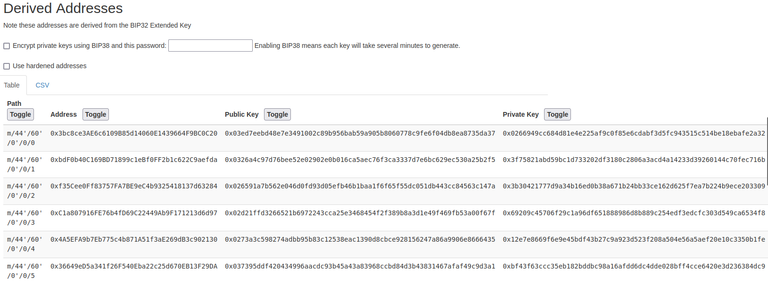 Derived Addresses
Note these addresses are derived from the BIP32 Extended Key
Encrypt private keys using BIP38 and this password: Enabling BIP38 means each key will take several minutes to generate.
Use hardened addresses
Table CSV
Path Address Toggle Public Key Toggle Private Key Toggle
Toggle
m/44'/60' 0x3bc8ce3AE6c6109B85d14060E1439664F9BC0C20 0x03ed7eebd48e7e3491002c89b956bab59a905b8060778c9fe6f04db8ea8735da37 0x0266949cc684d81e4e225af9c0f85e6cdabf3d5fc943515c514be18ebafe2a32
/0'/0/0
m/44'/60' 0xbdF0b40C169BD71899c1eBf0FF2b1c622C9aefda 0x0326a4c97d76bee52e02902e0b016ca5aec76f3ca3337d7e6bc629ec530a25b2f5 0x3f75821abd59bc1d733202df3180c2806a3acd4a14233d39260144c70fec716b
/0'/0/1
m/44'/60' 0xf35Cee0Ff83757FA7BE9eC4b9325418137d63284 0x026591a7b562e046d0fd93d05efb46b1baa1f6f65f55dc051db443cc84563c147a 0x3b30421777d9a34b16ed0b38a671b24bb33ce162d625f7ea7b224b9ece203309
/0'/0/2
m/44'/60' 0xC1a807916FE76b4fD69C22449Ab9F171213d6d97 0x02d21ffd3266521b6972243cca25e3468454f2f389b8a3d1e49f469fb53a00f67f 0x69209c45706f29c1a96df651888986d8b889c254edf3edcfc303d549ca6534f8
/0'/0/3
m/44'/60' 0x4A5EFA9b7Eb775c4b871A51f3aE269dB3c902130 0x0273a3c598274adbb95b83c12538eac1390d8cbce928156247a86a9906e8666435 0x12e7e8669f6e9e45bdf43b27c9a923d523f208a504e56a5aef20e10c3350b1fe
/0'/0/4
m/44'/60' 0x36649eD5a341f26F540Eba22c25d670EB13F29DA 0x037395ddf420434996aacdc93b45a43a83968ccbd84d3b43831467afaf49c9d3a1 0xbf43f63ccc35eb182bddbc98a16afdd6dc4dde028bff4cce6420e3d236384dc9
/0'/0/5